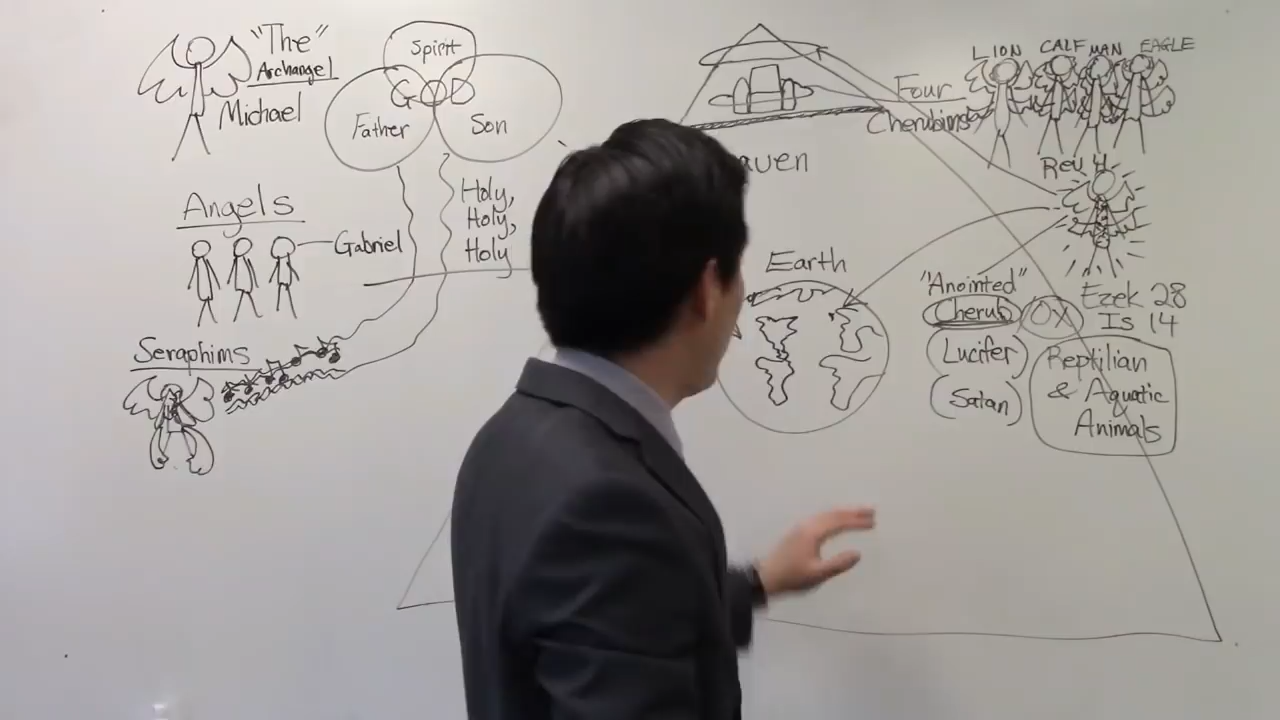 "The"
Archangel
Michael
Spirit
GOD
Father
Son
Holy,
Holy,
Holy
Angels
Gabriel
Seraphims
Four
Cherubims
LION
CALF
MAN
EAGLE
Rev 4
Earth
"Anointed"
Cherub
OX
Ezek 28
Is 14
Lucifer
(Satan)
Reptilian
& Aquatic
Animals